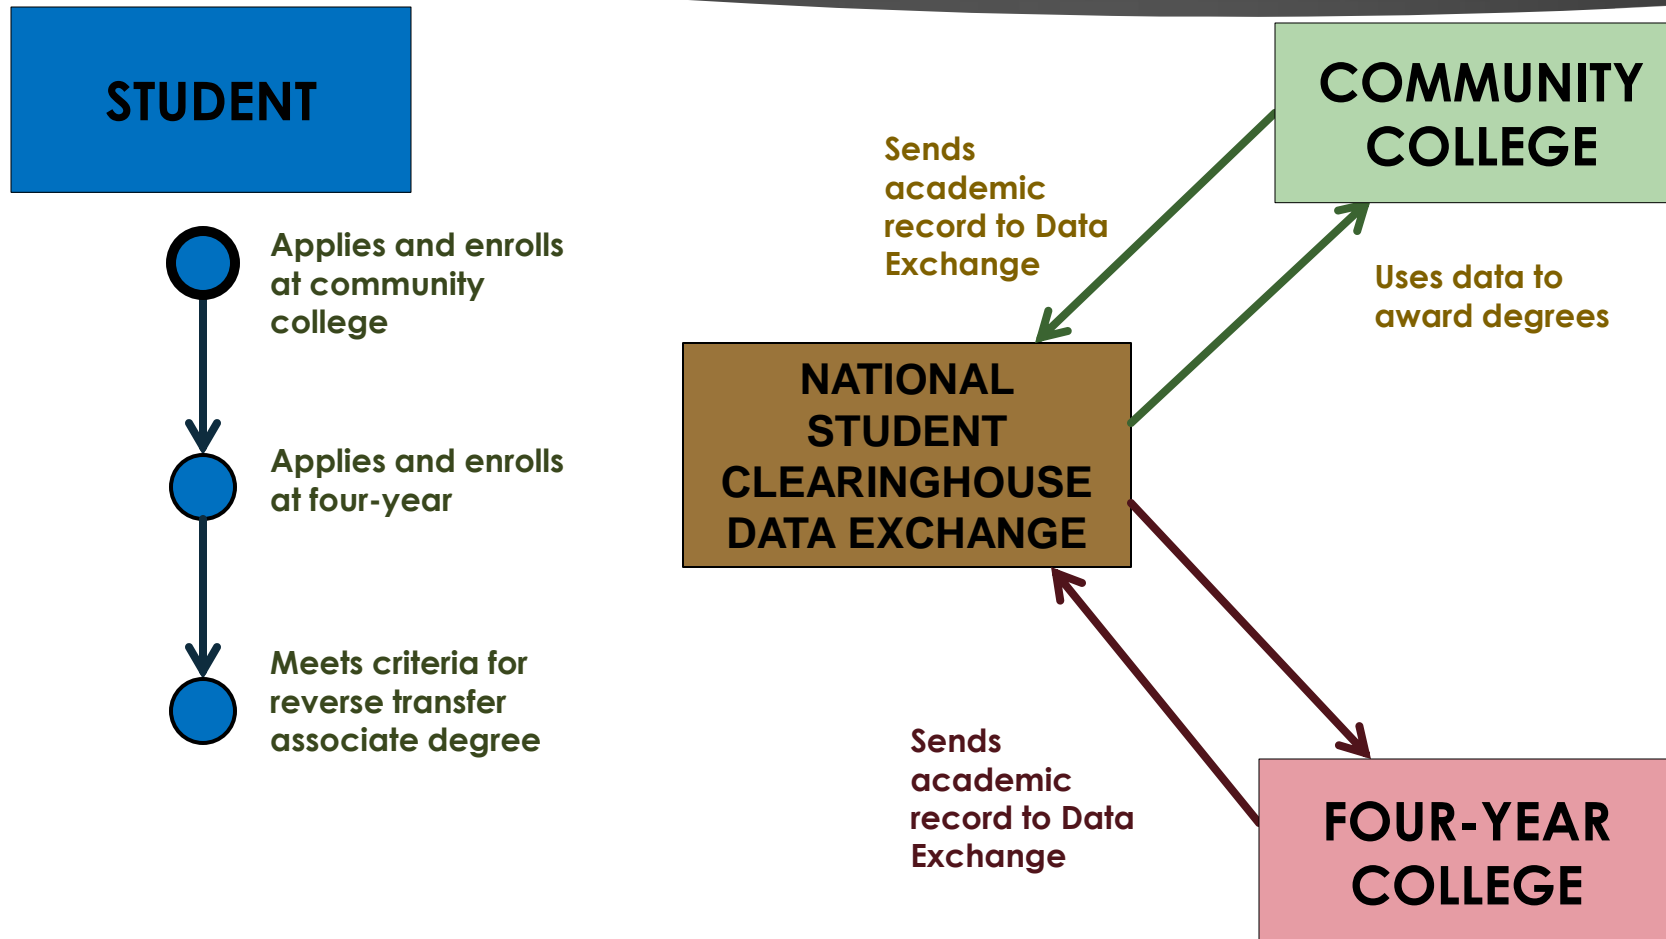 STUDENT
Applies and enrolls
at community
college
Applies and enrolls
at four-year
Meets criteria for
reverse transfer
associate degree
COMMUNITY
COLLEGE
Sends
academic
record to Data
Exchange
Uses data to
award degrees
NATIONAL
STUDENT
CLEARINGHOUSE
DATA EXCHANGE
Sends
academic
record to Data
Exchange
FOUR-YEAR
COLLEGE